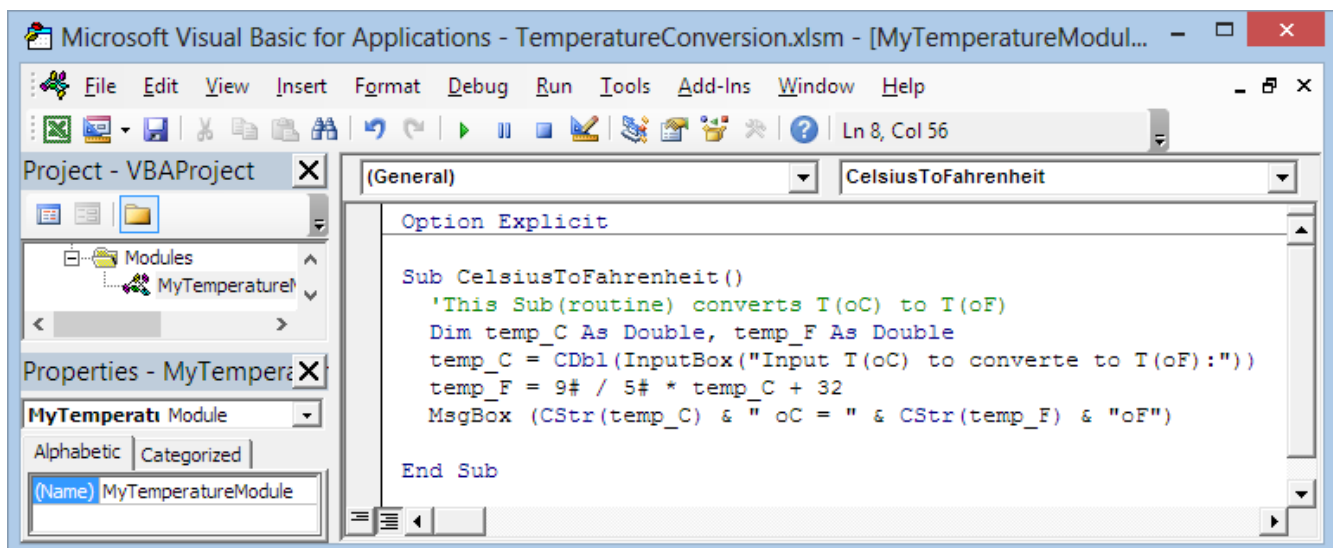 Microsoft Visual Basic for Applications - TemperatureConversion.xlsm - [MyTemperatureModul...
File Edit View Insert Format Debug Run Tools Add-Ins Window Help
Ln 8, Col 56
Project - VBAProject
Modules
MyTemperatureM
Properties - MyTempera
MyTemperatu Module
Alphabetic Categorized
(Name) MyTemperatureModule
(General) CelsiusToFahrenheit
Option Explicit
Sub CelsiusToFahrenheit()
'This Sub(routine) converts T(oC) to T(oF)
Dim temp_C As Double, temp_F As Double
temp_C = CDbl(InputBox("Input T(oC) to converte to T(oF):"))
temp_F = 9# / 5# * temp_C + 32
MsgBox (CStr(temp_C) & " oC = " & CStr(temp_F) & "oF")
End Sub